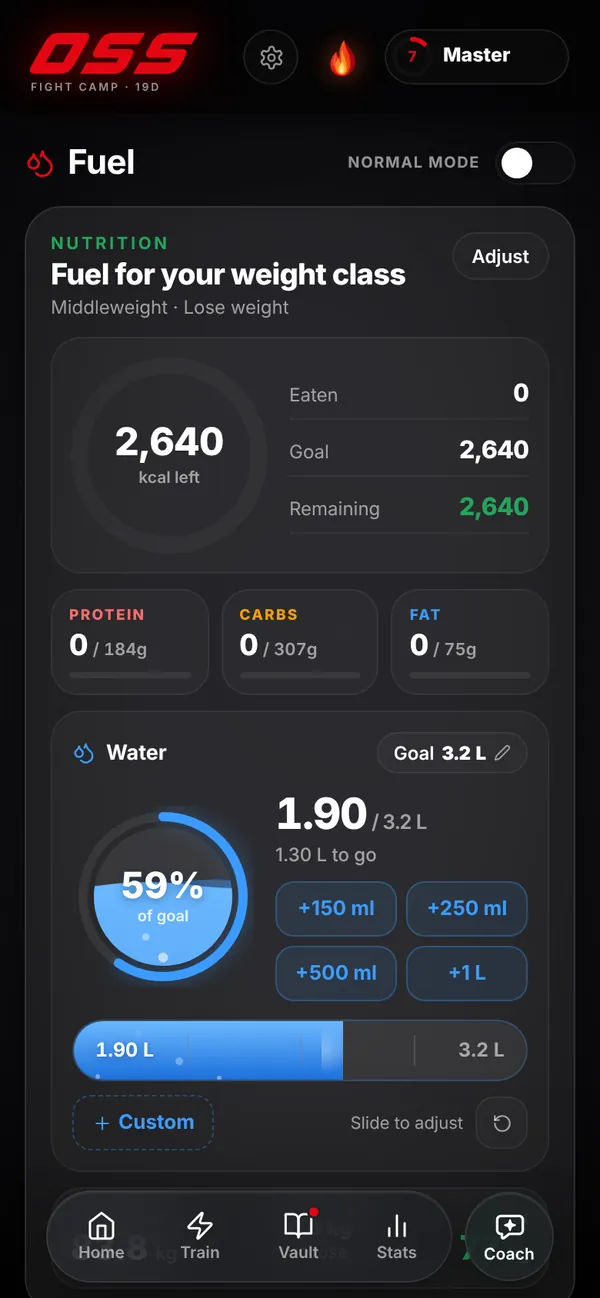 OSS
FIGHT CAMP · 19D
7
Master
Fuel
NORMAL MODE
NUTRITION
Fuel for your weight class
Adjust
Middleweight · Lose weight
2,640
kcal left
Eaten
0
Goal
2,640
Remaining
2,640
PROTEIN
0 / 184g
CARBS
0 / 307g
FAT
0 / 75g
Water
Goal 3.2 L
1.90 / 3.2 L
1.30 L to go
59%
of goal
+150 ml
+250 ml
+500 ml
+1 L
1.90 L
3.2 L
+ Custom
Slide to adjust
kg
Home
Train
Vault
Stats
Coach